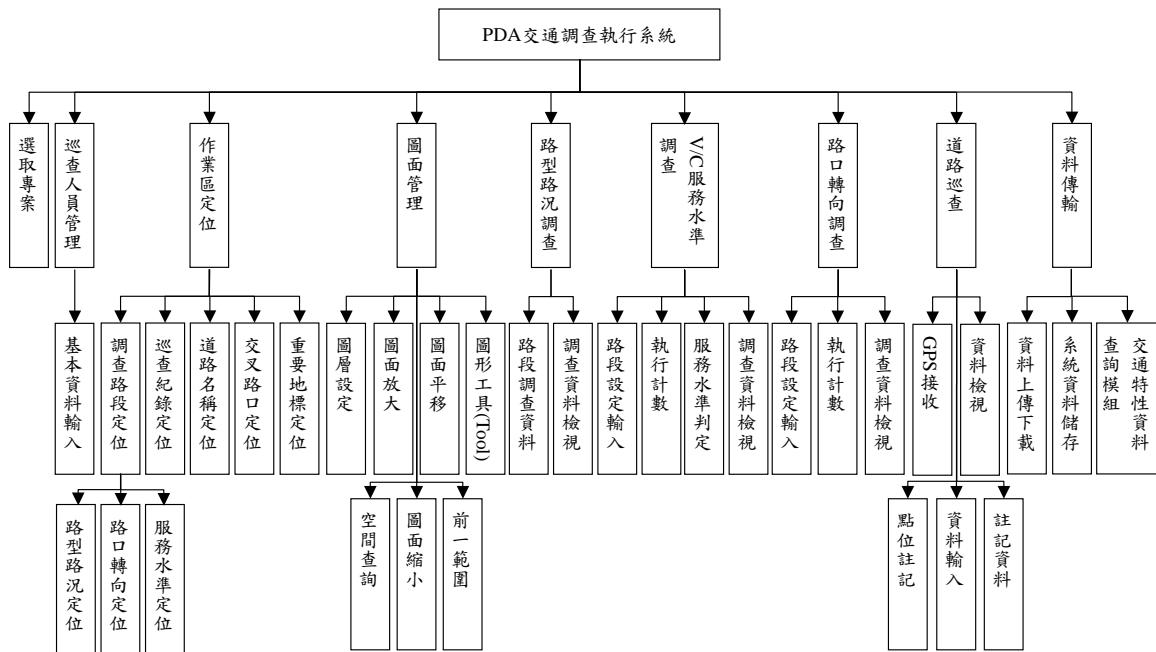 PDA交通調查執行系統
選取專案
巡查人員管理
作業區定位
圖面管理
路型路況調查
V/C服務水準
調查
路口轉向調查
道路巡查
資料傳輸
基本資料輸入
調查路段定位
巡查紀錄定位
道路名稱定位
交叉路口定位
重要地標定位
圖層設定
圖面放大
圖面平移
圖形工具(Tool)
路段調查資料
調查資料檢視
路段設定輸入
執行計數
服務水準判定
調查資料檢視
路段設定輸入
執行計數
調查資料檢視
GPS接收
資料檢視
資料上傳下載
系統資料儲存
交通特性資料
查詢模組
路型路況定位
路口轉向定位
服務水準定位
空間查詢
圖面縮小
前一範圍
點位註記
資料輸入
註記資料